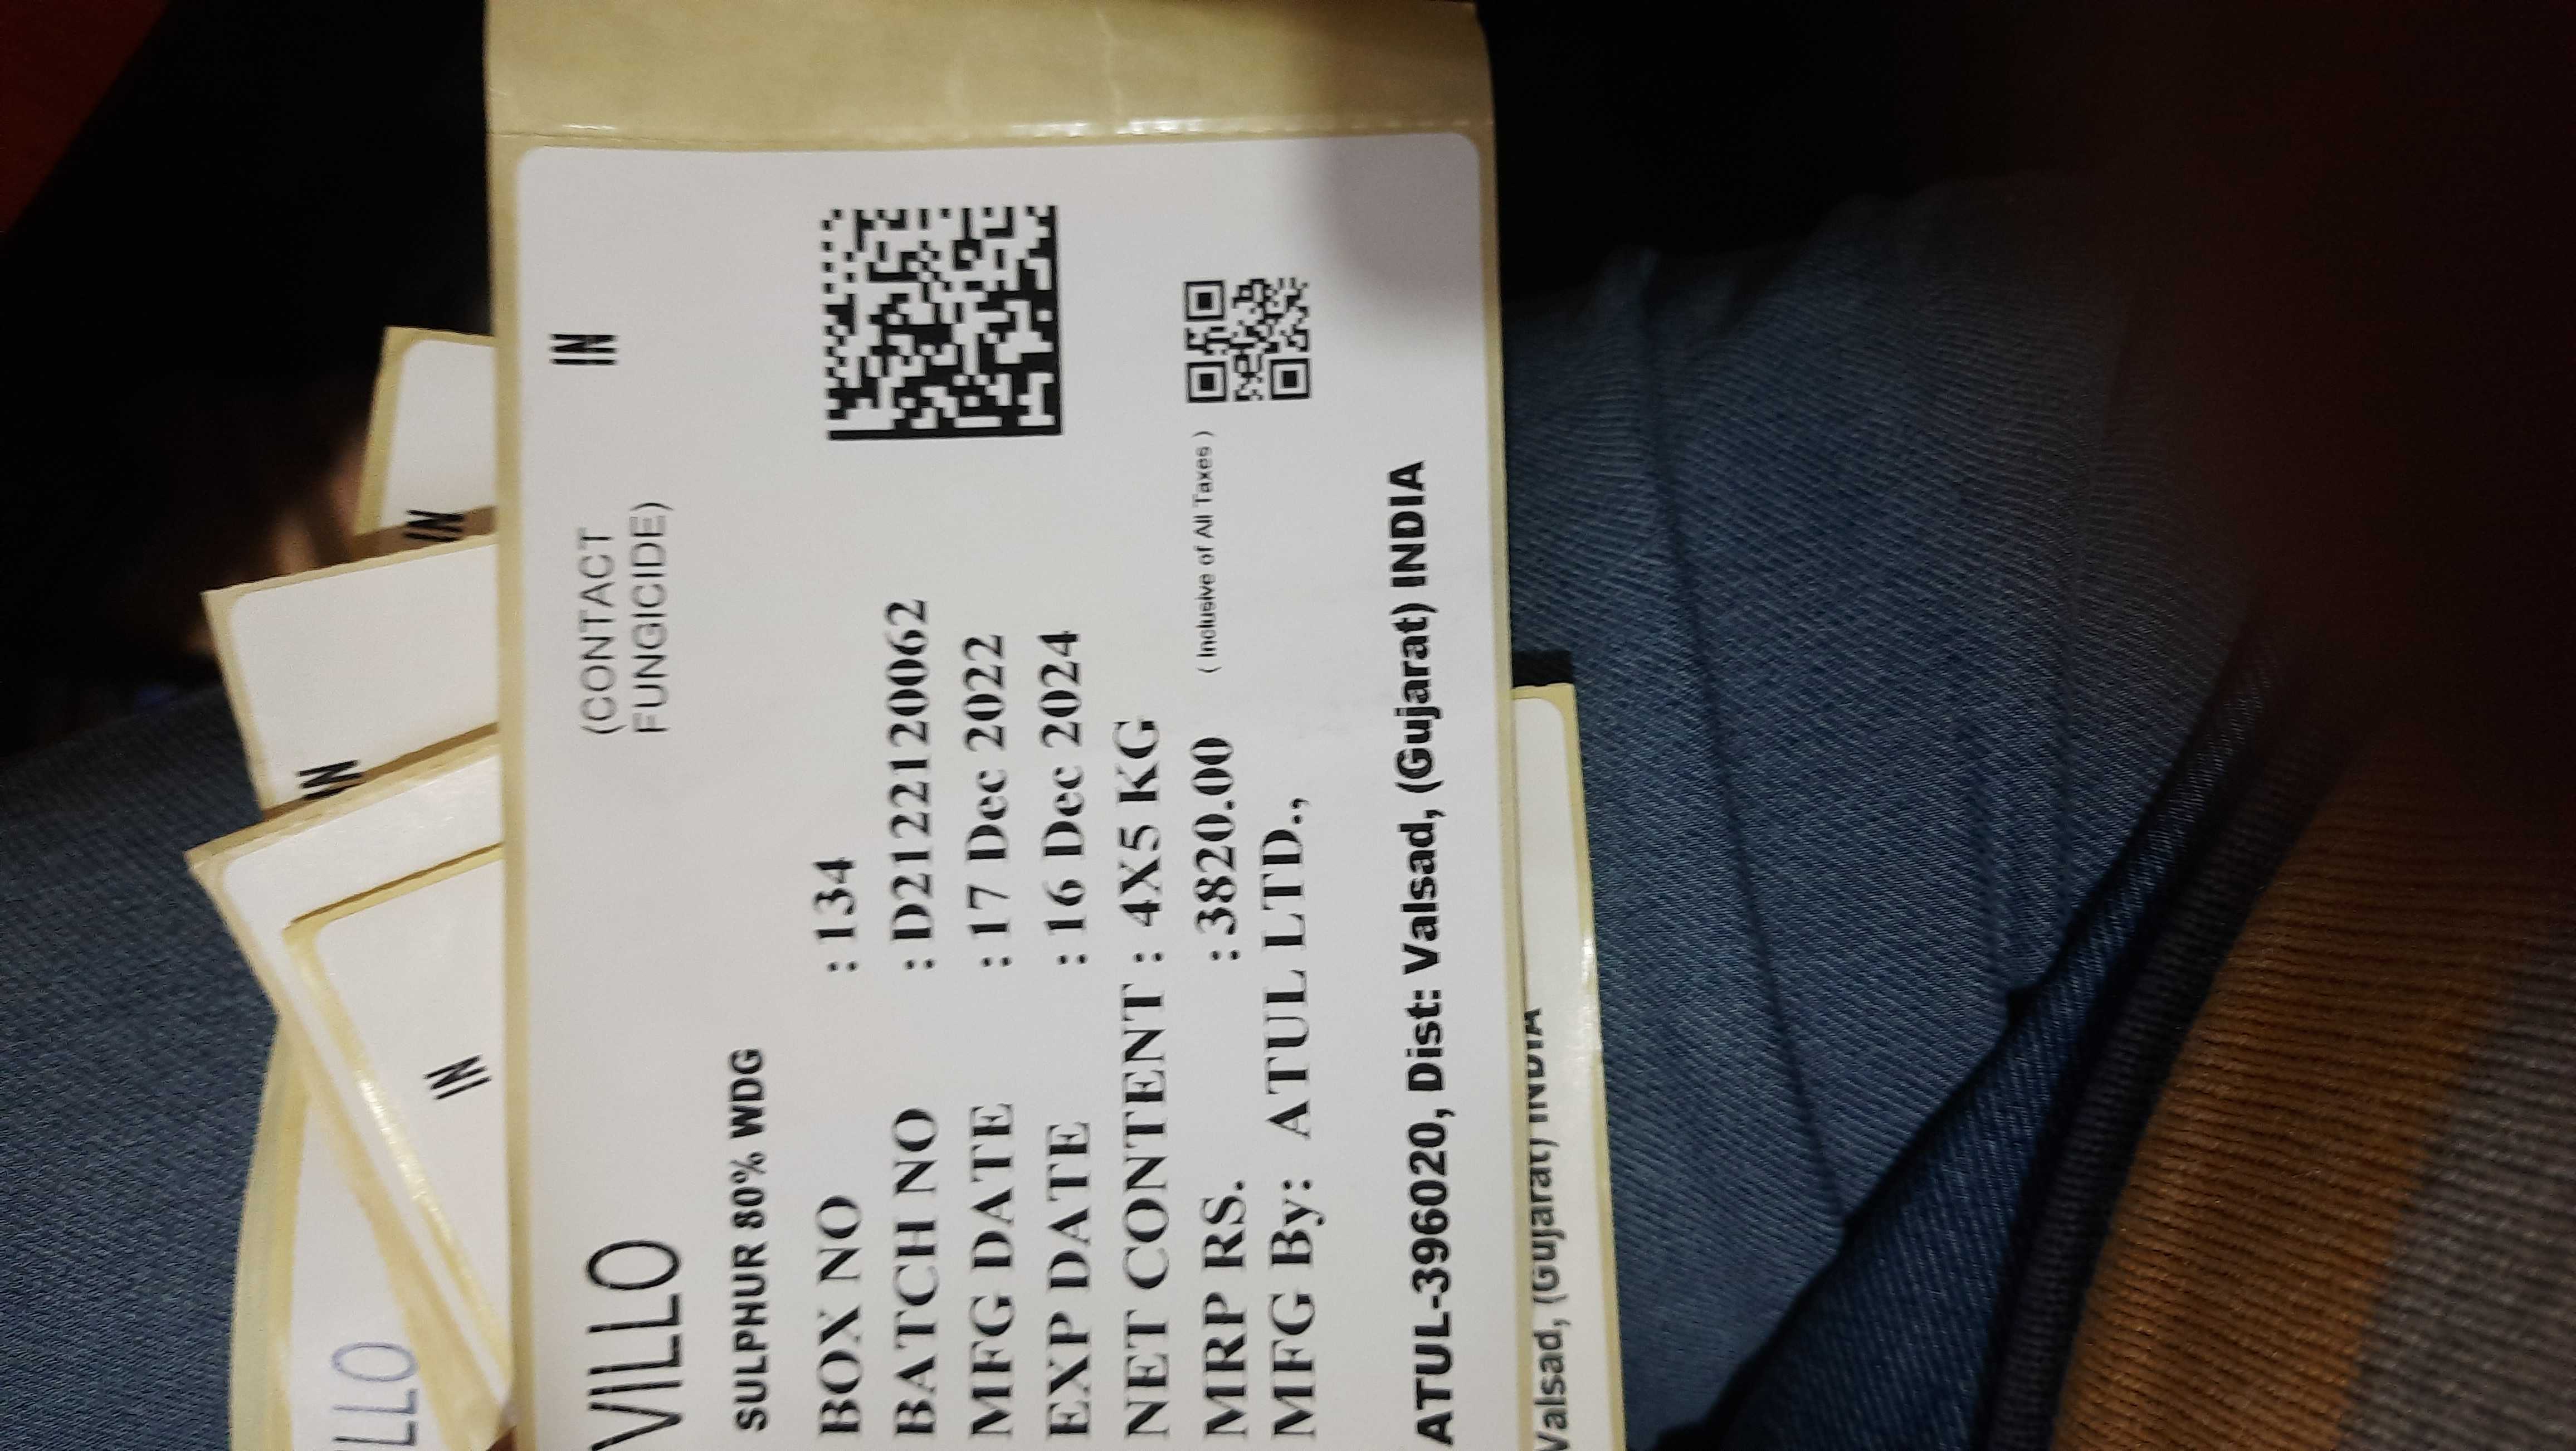 VILLO
(CONTACT
FUNGICIDE)
IN
SULPHUR 80% WDG
BOX NO : 134
BATCH NO : D2122120062
MFG DATE : 17 Dec 2022
EXP DATE : 16 Dec 2024
NET CONTENT : 4X5 KG
MRP RS. : 3820.00 ( Inclusive of All Taxes )
MFG By: ATUL LTD.,
ATUL-396020, Dist: Valsad, (Gujarat) INDIA
Valsad, (Gujarat) INDIA
LLO
IN
IN
IN